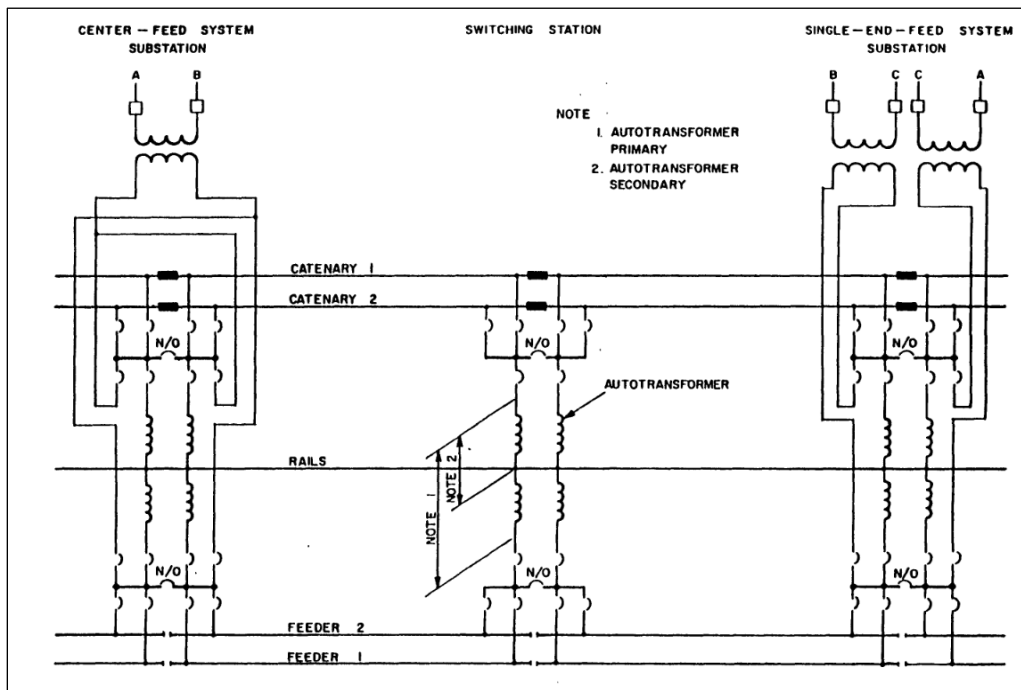 CENTER-FEED SYSTEM
SUBSTATION
SWITCHING STATION
SINGLE-END-FEED SYSTEM
SUBSTATION
A B
B C C A
NOTE
1. AUTOTRANSFORMER
PRIMARY
2. AUTOTRANSFORMER
SECONDARY
CATENARY 1
CATENARY 2
N/O
N/O
N/O
AUTOTRANSFORMER
RAILS
NOTE 1
NOTE 2
N/O
N/O
N/O
FEEDER 2
FEEDER 1